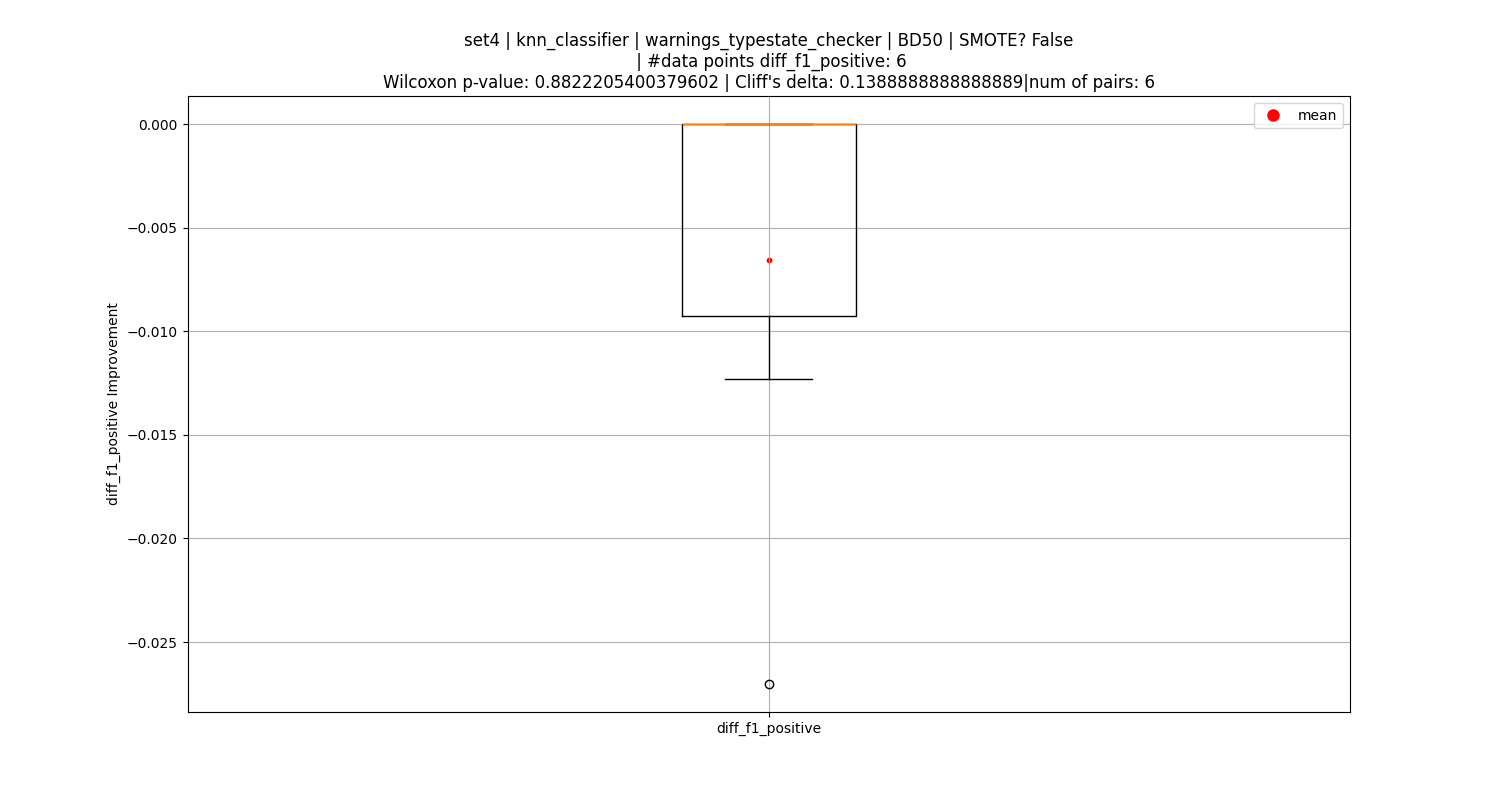 set4 | knn_classifier | warnings_typestate_checker | BD50 | SMOTE? False
| #data points diff_f1_positive: 6
Wilcoxon p-value: 0.8822205400379602 | Cliff's delta: 0.1388888888888889|num of pairs: 6
mean
0.000
−0.005
−0.010
−0.015
−0.020
−0.025
diff_f1_positive Improvement
diff_f1_positive